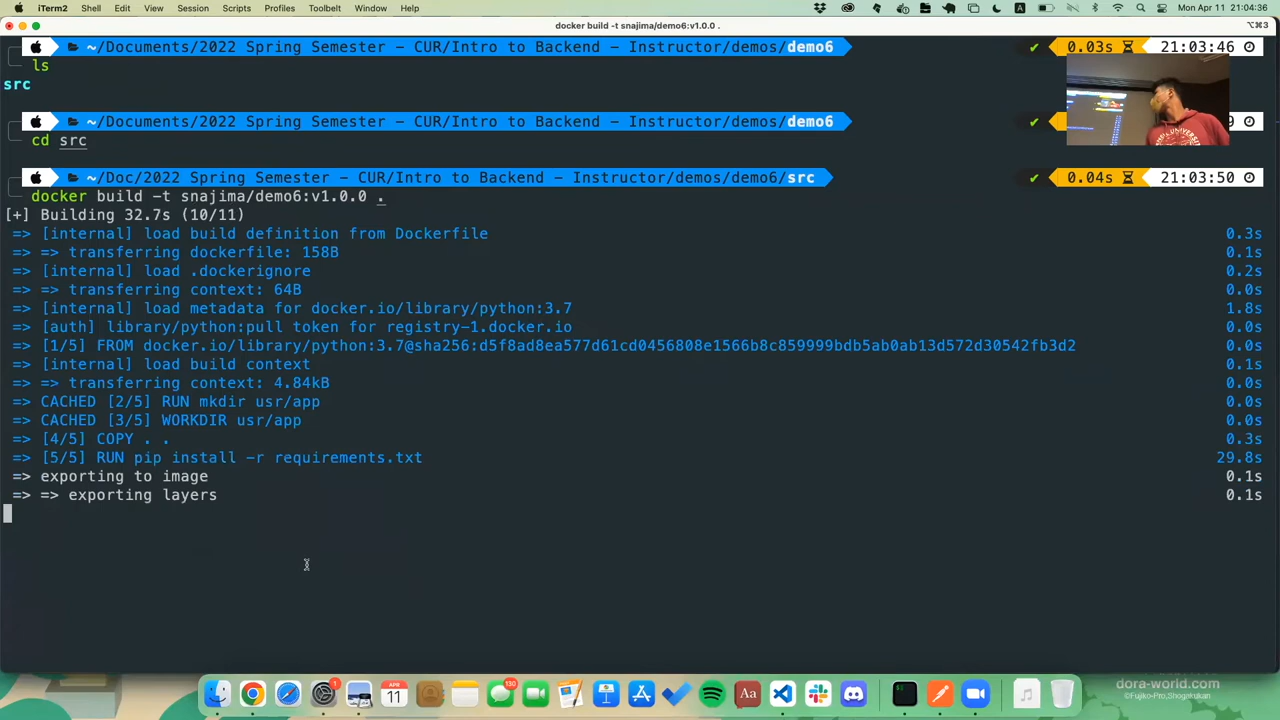 iTerm2 Shell Edit View Session Scripts Profiles Toolbelt Window Help Mon Apr 11 21:04:36
docker build -t snajima/demo6:v1.0.0 . ⌥⌘3
~/Documents/2022 Spring Semester - CUR/Intro to Backend - Instructor/demos/demo6 ✔ 0.03s 21:03:46
ls
src
~/Documents/2022 Spring Semester - CUR/Intro to Backend - Instructor/demos/demo6 ✔
cd src
~/Doc/2022 Spring Semester - CUR/Intro to Backend - Instructor/demos/demo6/src ✔ 0.04s 21:03:50
docker build -t snajima/demo6:v1.0.0 .
[+] Building 32.7s (10/11)
=> [internal] load build definition from Dockerfile 0.3s
=> => transferring dockerfile: 158B 0.1s
=> [internal] load .dockerignore 0.2s
=> => transferring context: 64B 0.0s
=> [internal] load metadata for docker.io/library/python:3.7 1.8s
=> [auth] library/python:pull token for registry-1.docker.io 0.0s
=> [1/5] FROM docker.io/library/python:3.7@sha256:d5f8ad8ea577d61cd0456808e1566b8c859999bdb5ab0ab13d572d30542fb3d2 0.0s
=> [internal] load build context 0.1s
=> => transferring context: 4.84kB 0.0s
=> CACHED [2/5] RUN mkdir usr/app 0.0s
=> CACHED [3/5] WORKDIR usr/app 0.0s
=> [4/5] COPY . . 0.3s
=> [5/5] RUN pip install -r requirements.txt 29.8s
=> exporting to image 0.1s
=> => exporting layers 0.1s
1
APR
11
130
Aa
dora-world.com
©Fujiko-Pro,Shogakukan